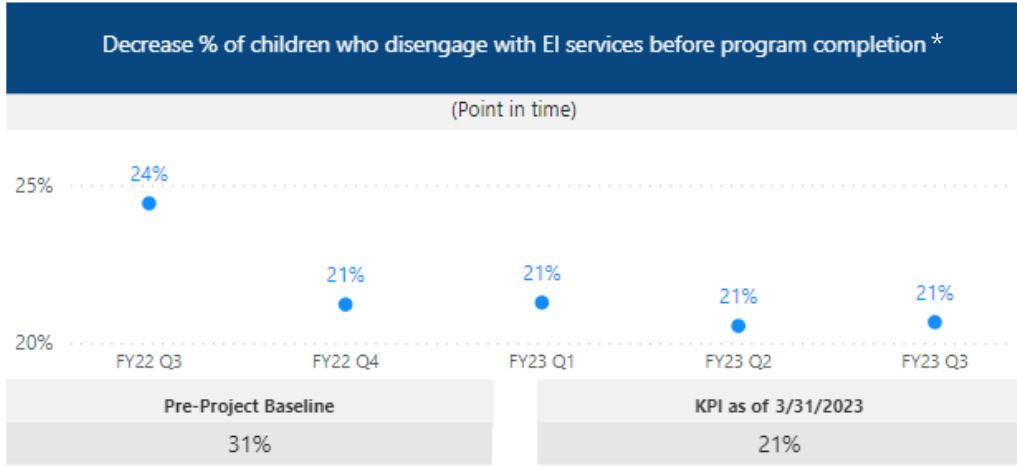 Decrease % of children who disengage with EI services before program completion *
(Point in time)
25%
24%
21%
21%
21%
21%
20%
FY22 Q3
FY22 Q4
FY23 Q1
FY23 Q2
FY23 Q3
Pre-Project Baseline
KPI as of 3/31/2023
31%
21%